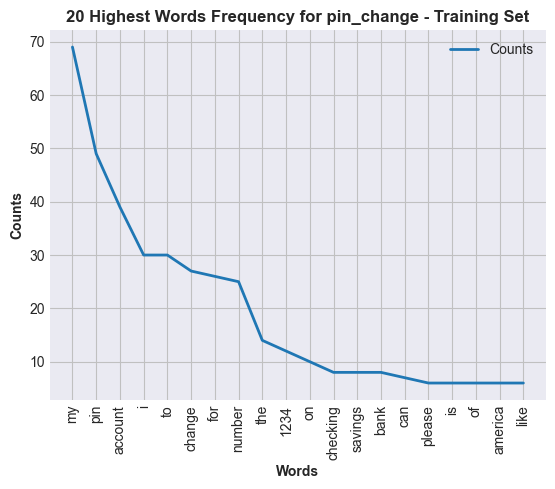 20 Highest Words Frequency for pin_change - Training Set
Counts
70
60
50
40
30
20
10
Counts
my
pin
account
i
to
change
for
number
the
1234
on
checking
savings
bank
can
please
is
of
america
like
Words